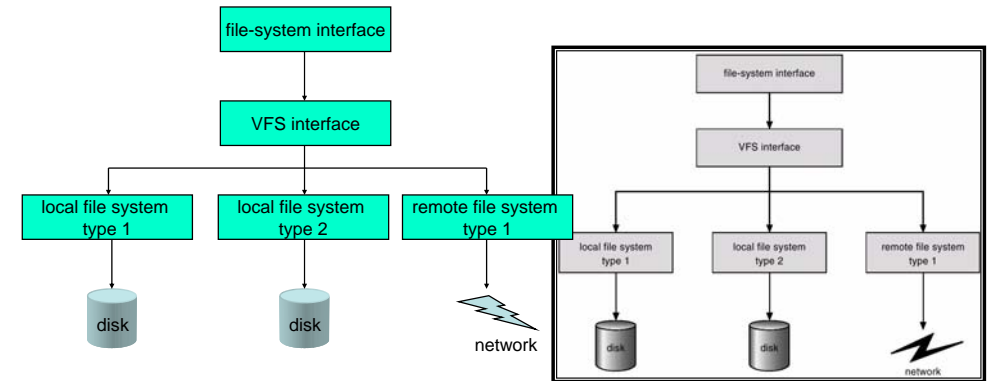 file-system interface
VFS interface
local file system
type 1
local file system
type 2
remote file system
type 1
disk
disk
network
file-system interface
VFS interface
local file system
type 1
local file system
type 2
remote file system
type 1
disk
disk
network